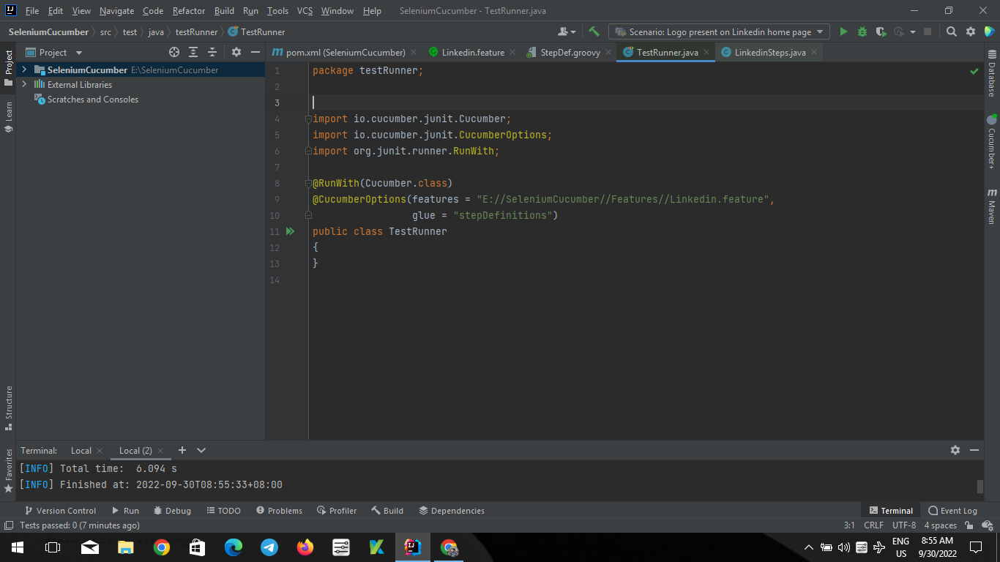 File Edit View Navigate Code Refactor Build Run Tools VCS Window Help SeleniumCucumber - TestRunner.java
SeleniumCucumber src test java testRunner TestRunner Scenario: Logo present on Linkedin home page
Project
Project
pom.xml (SeleniumCucumber) Linkedin.feature StepDef.groovy TestRunner.java LinkedinSteps.java
SeleniumCucumber E:\SeleniumCucumber
External Libraries
Scratches and Consoles
Learn
Structure
Favorites
1 package testRunner;
2
3
4 import io.cucumber.junit.Cucumber;
5 import io.cucumber.junit.CucumberOptions;
6 import org.junit.runner.RunWith;
7
8 @RunWith(Cucumber.class)
9 @CucumberOptions(features = "E://SeleniumCucumber//Features//Linkedin.feature",
10 glue = "stepDefinitions")
11 public class TestRunner
12 {
13 }
14
Database
Cucumber+
m Maven
Terminal: Local Local (2)
[INFO] Total time:  6.094 s
[INFO] Finished at: 2022-09-30T08:55:33+08:00
Version Control Run Debug TODO Problems Profiler Build Dependencies Terminal Event Log
Tests passed: 0 (7 minutes ago) 3:1 CRLF UTF-8 4 spaces
ENG
US
8:55 AM
9/30/2022